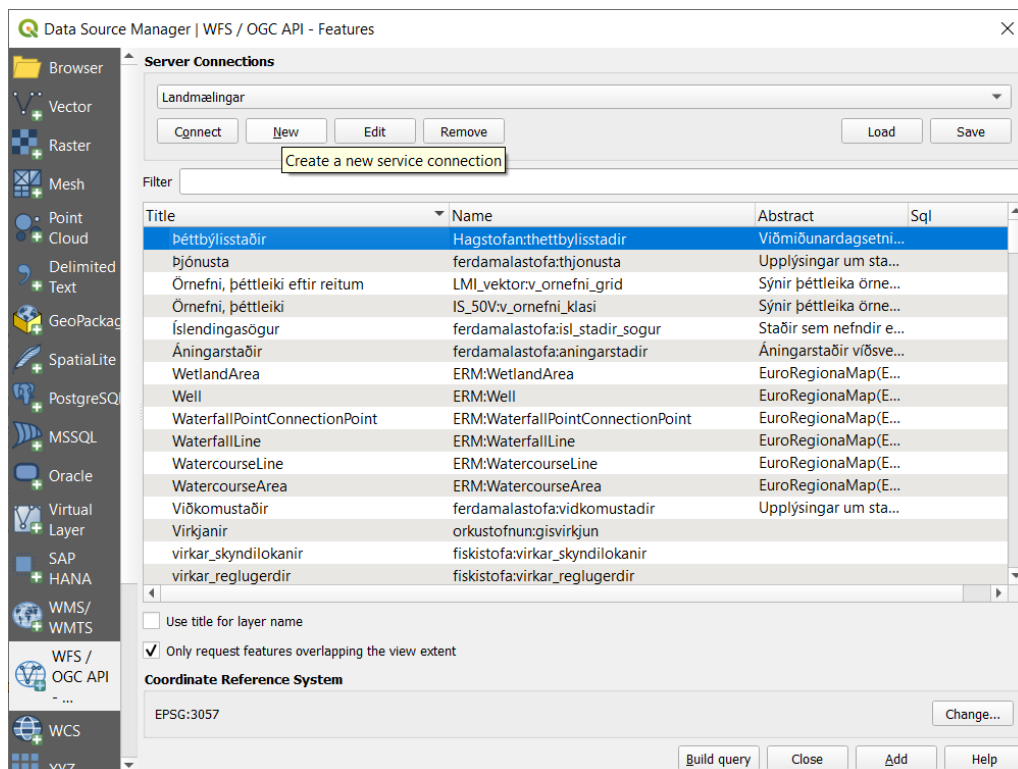 Data Source Manager | WFS / OGC API - Features
Browser
Vector
Raster
Mesh
Point
Cloud
Delimited
Text
GeoPackag
SpatiaLite
PostgreSQL
MSSQL
Oracle
Virtual
Layer
SAP
HANA
WMS/
WMTS
WFS /
OGC API
- ...
WCS
XYZ
Server Connections
Landmælingar
Connect New Edit Remove Load Save
Create a new service connection
Filter
Title Name Abstract Sql
Þéttbýlisstaðir Hagstofan:thettbylisstadir Viðmiðunardagsetni...
Þjónusta ferdamalastofa:thjonusta Upplýsingar um sta...
Örnefni, þéttleiki eftir reitum LMI_vektor:v_ornefni_grid Sýnir þéttleika örne...
Örnefni, þéttleiki IS_50V:v_ornefni_klasi Sýnir þéttleika örne...
Íslendingasögur ferdamalastofa:isl_stadir_sogur Staðir sem nefndir e...
Áningarstaðir ferdamalastofa:aningarstadir Áningarstaðir víðsve...
WetlandArea ERM:WetlandArea EuroRegionaMap(E...
Well ERM:Well EuroRegionaMap(E...
WaterfallPointConnectionPoint ERM:WaterfallPointConnectionPoint EuroRegionaMap(E...
WaterfallLine ERM:WaterfallLine EuroRegionaMap(E...
WatercourseLine ERM:WatercourseLine EuroRegionaMap(E...
WatercourseArea ERM:WatercourseArea EuroRegionaMap(E...
Viðkomustaðir ferdamalastofa:vidkomustadir Upplýsingar um sta...
Virkjanir orkustofnun:gisvirkjun
virkar_skyndilokanir fiskistofa:virkar_skyndilokanir
virkar_reglugerdir fiskistofa:virkar_reglugerdir
Use title for layer name
Only request features overlapping the view extent
Coordinate Reference System
EPSG:3057 Change...
Build query Close Add Help